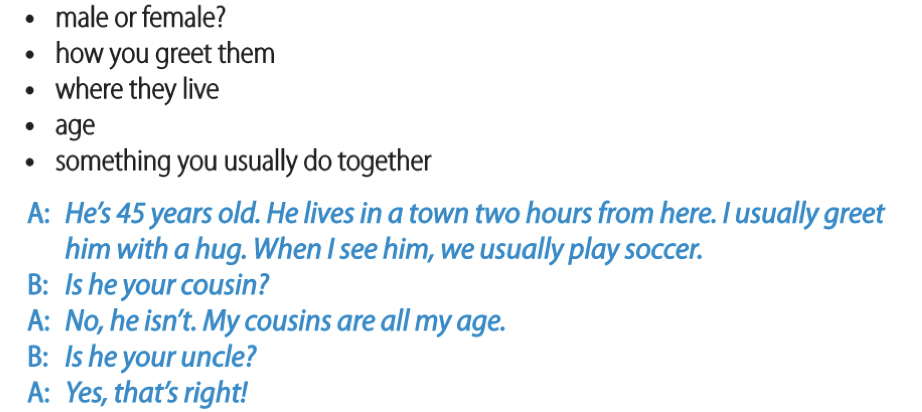 • male or female?
• how you greet them
• where they live
• age
• something you usually do together
A: He’s 45 years old. He lives in a town two hours from here. I usually greet
him with a hug. When I see him, we usually play soccer.
B: Is he your cousin?
A: No, he isn’t. My cousins are all my age.
B: Is he your uncle?
A: Yes, that’s right!